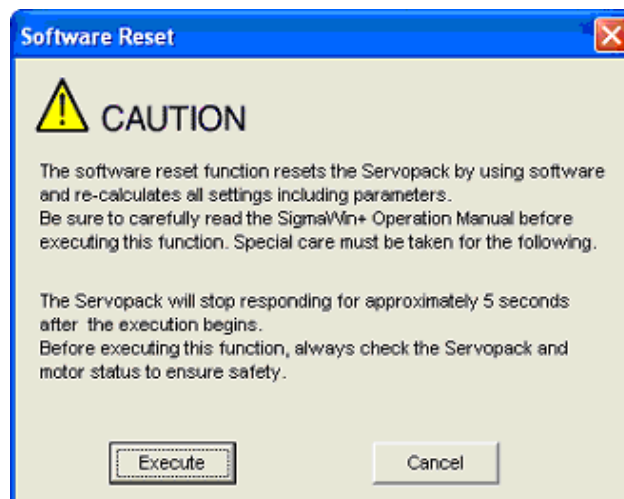 Software Reset
CAUTION
The software reset function resets the Servopack by using software
and re-calculates all settings including parameters.
Be sure to carefully read the SigmaWin+ Operation Manual before
executing this function. Special care must be taken for the following.
The Servopack will stop responding for approximately 5 seconds
after the execution begins.
Before executing this function, always check the Servopack and
motor status to ensure safety.
Execute
Cancel